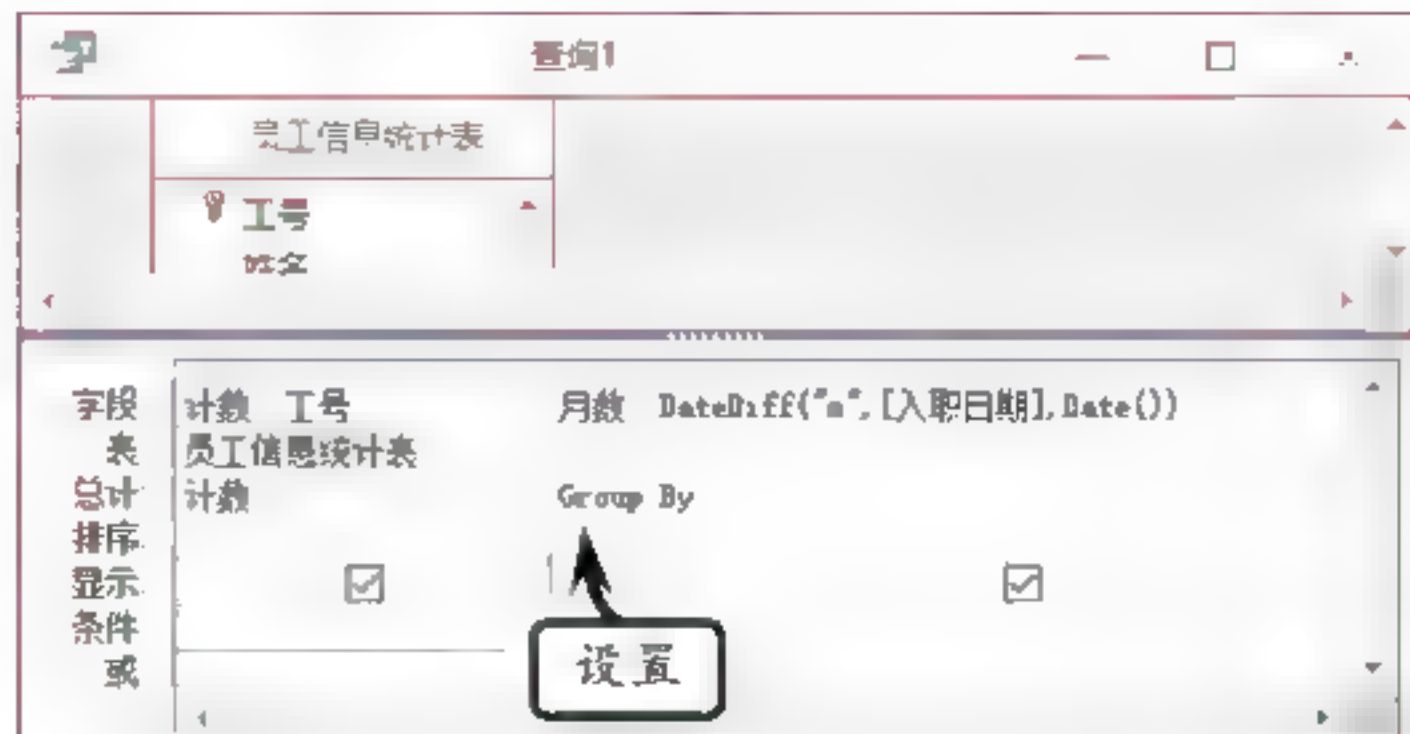 查询1
员工信息统计表
工号
姓名
字段 计数 工号 月数 DateDiff("m",[入职日期],Date())
表 员工信息统计表
总计 计数 Group By
排序
显示
条件
或
设置